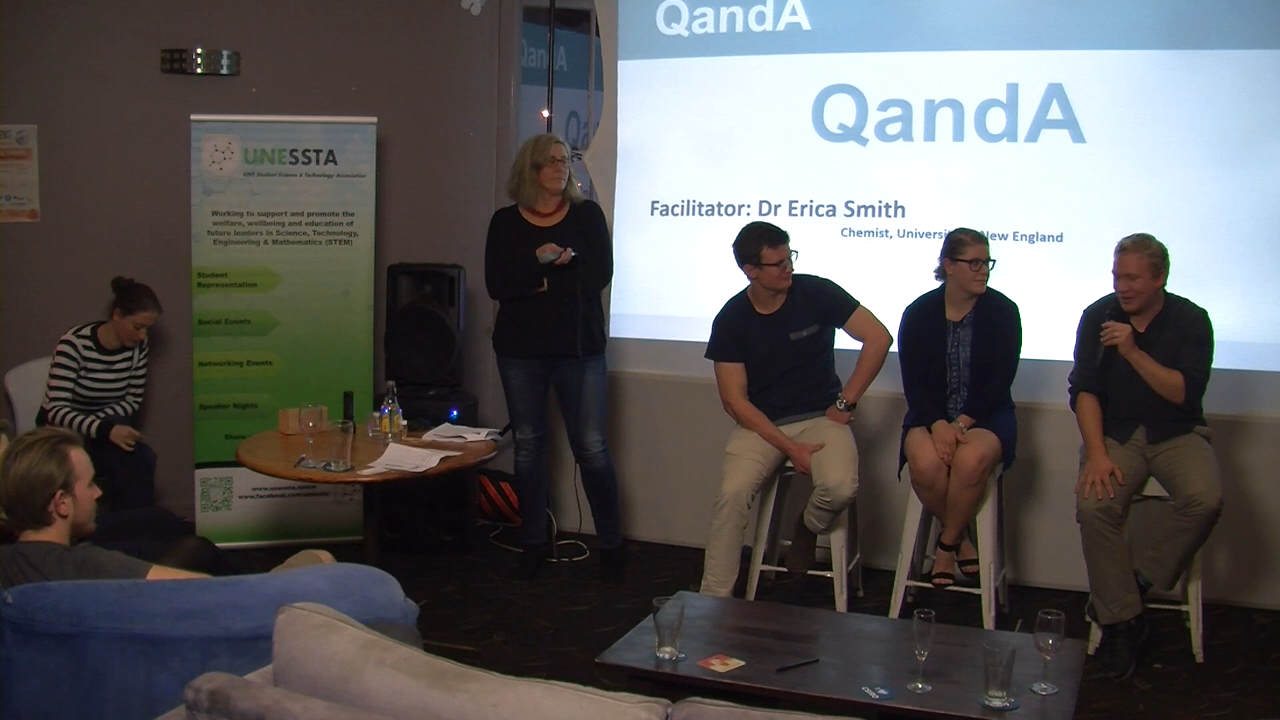 QandA
QandA
Facilitator: Dr Erica Smith
Chemist, New England
UNESSTA
UNE Student Science & Technology Association
Working to support and promote the
welfare, wellbeing and education of
future leaders in Science, Technology,
Engineering & Mathematics (STEM)
Student
Representation
Social Events
Networking Events
Speaker Nights
QandA